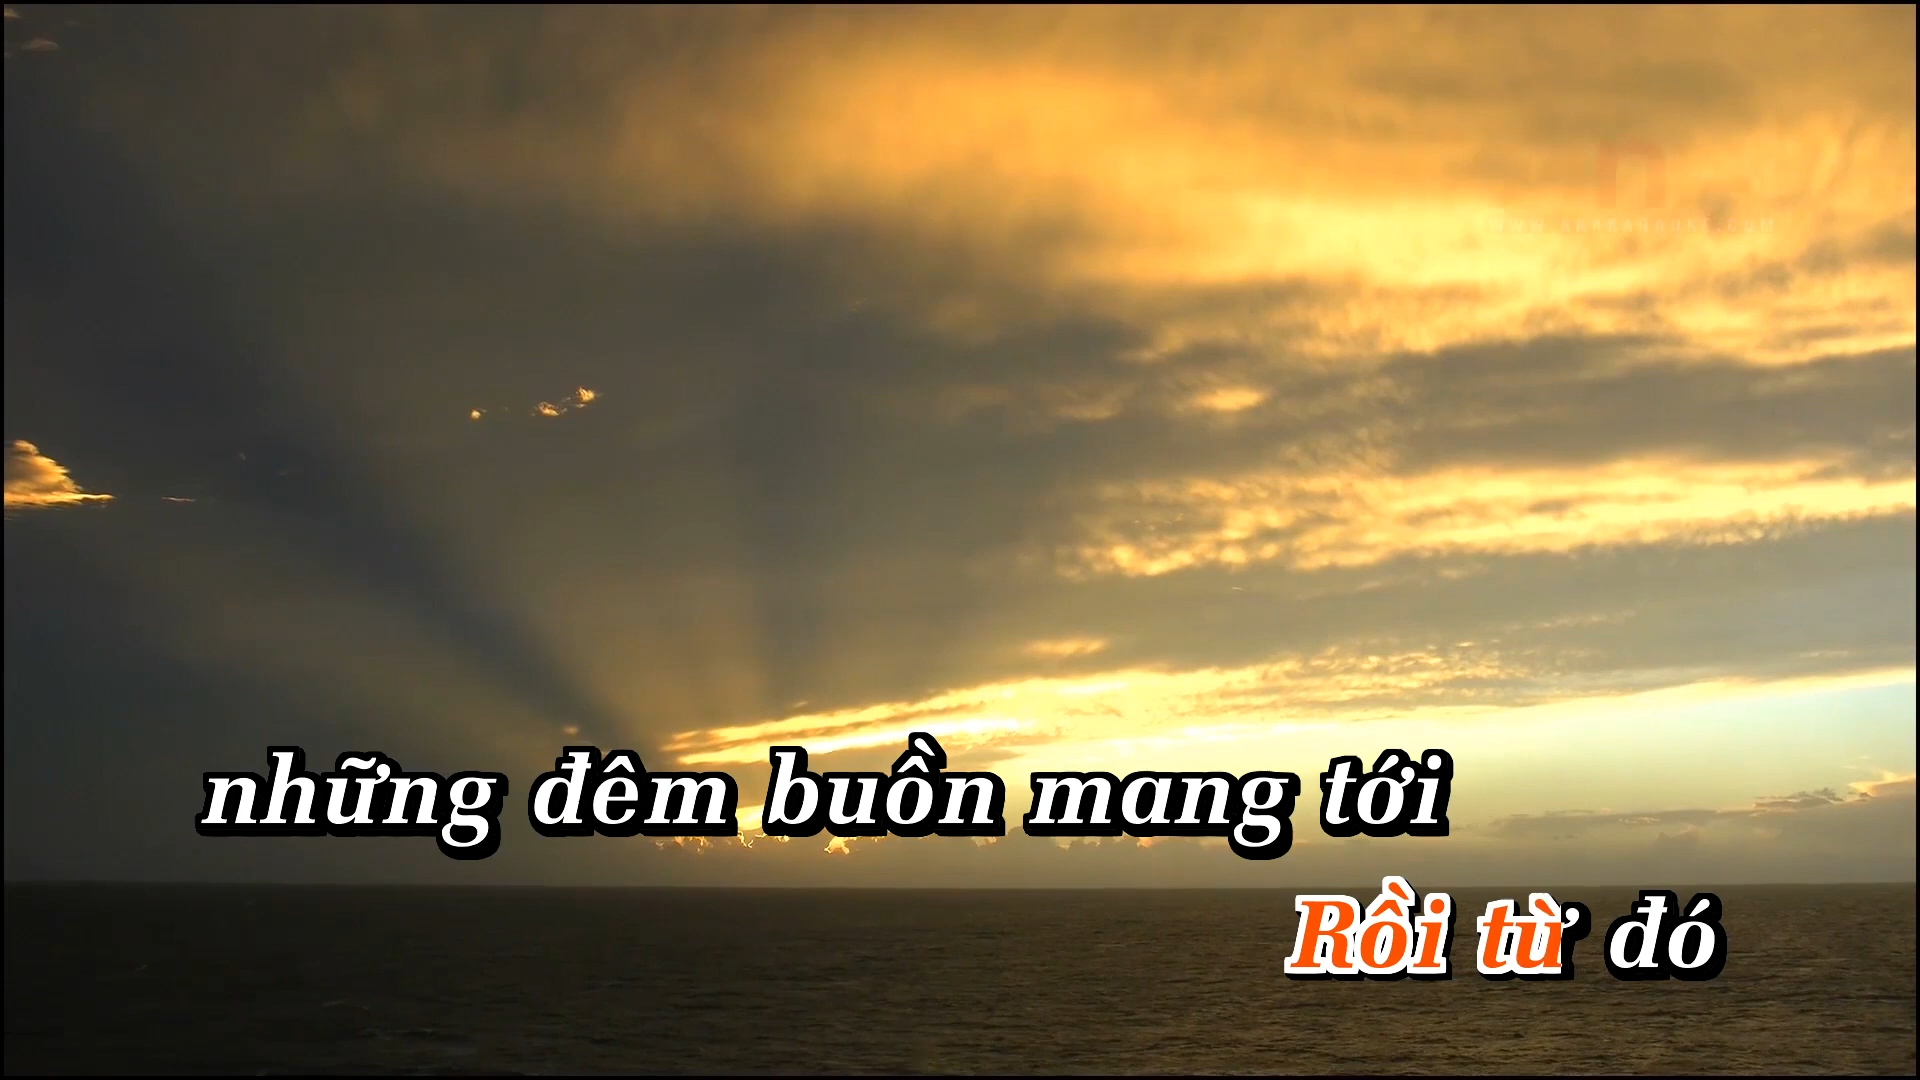 những đêm buồn mang tới
Rồi từ đó